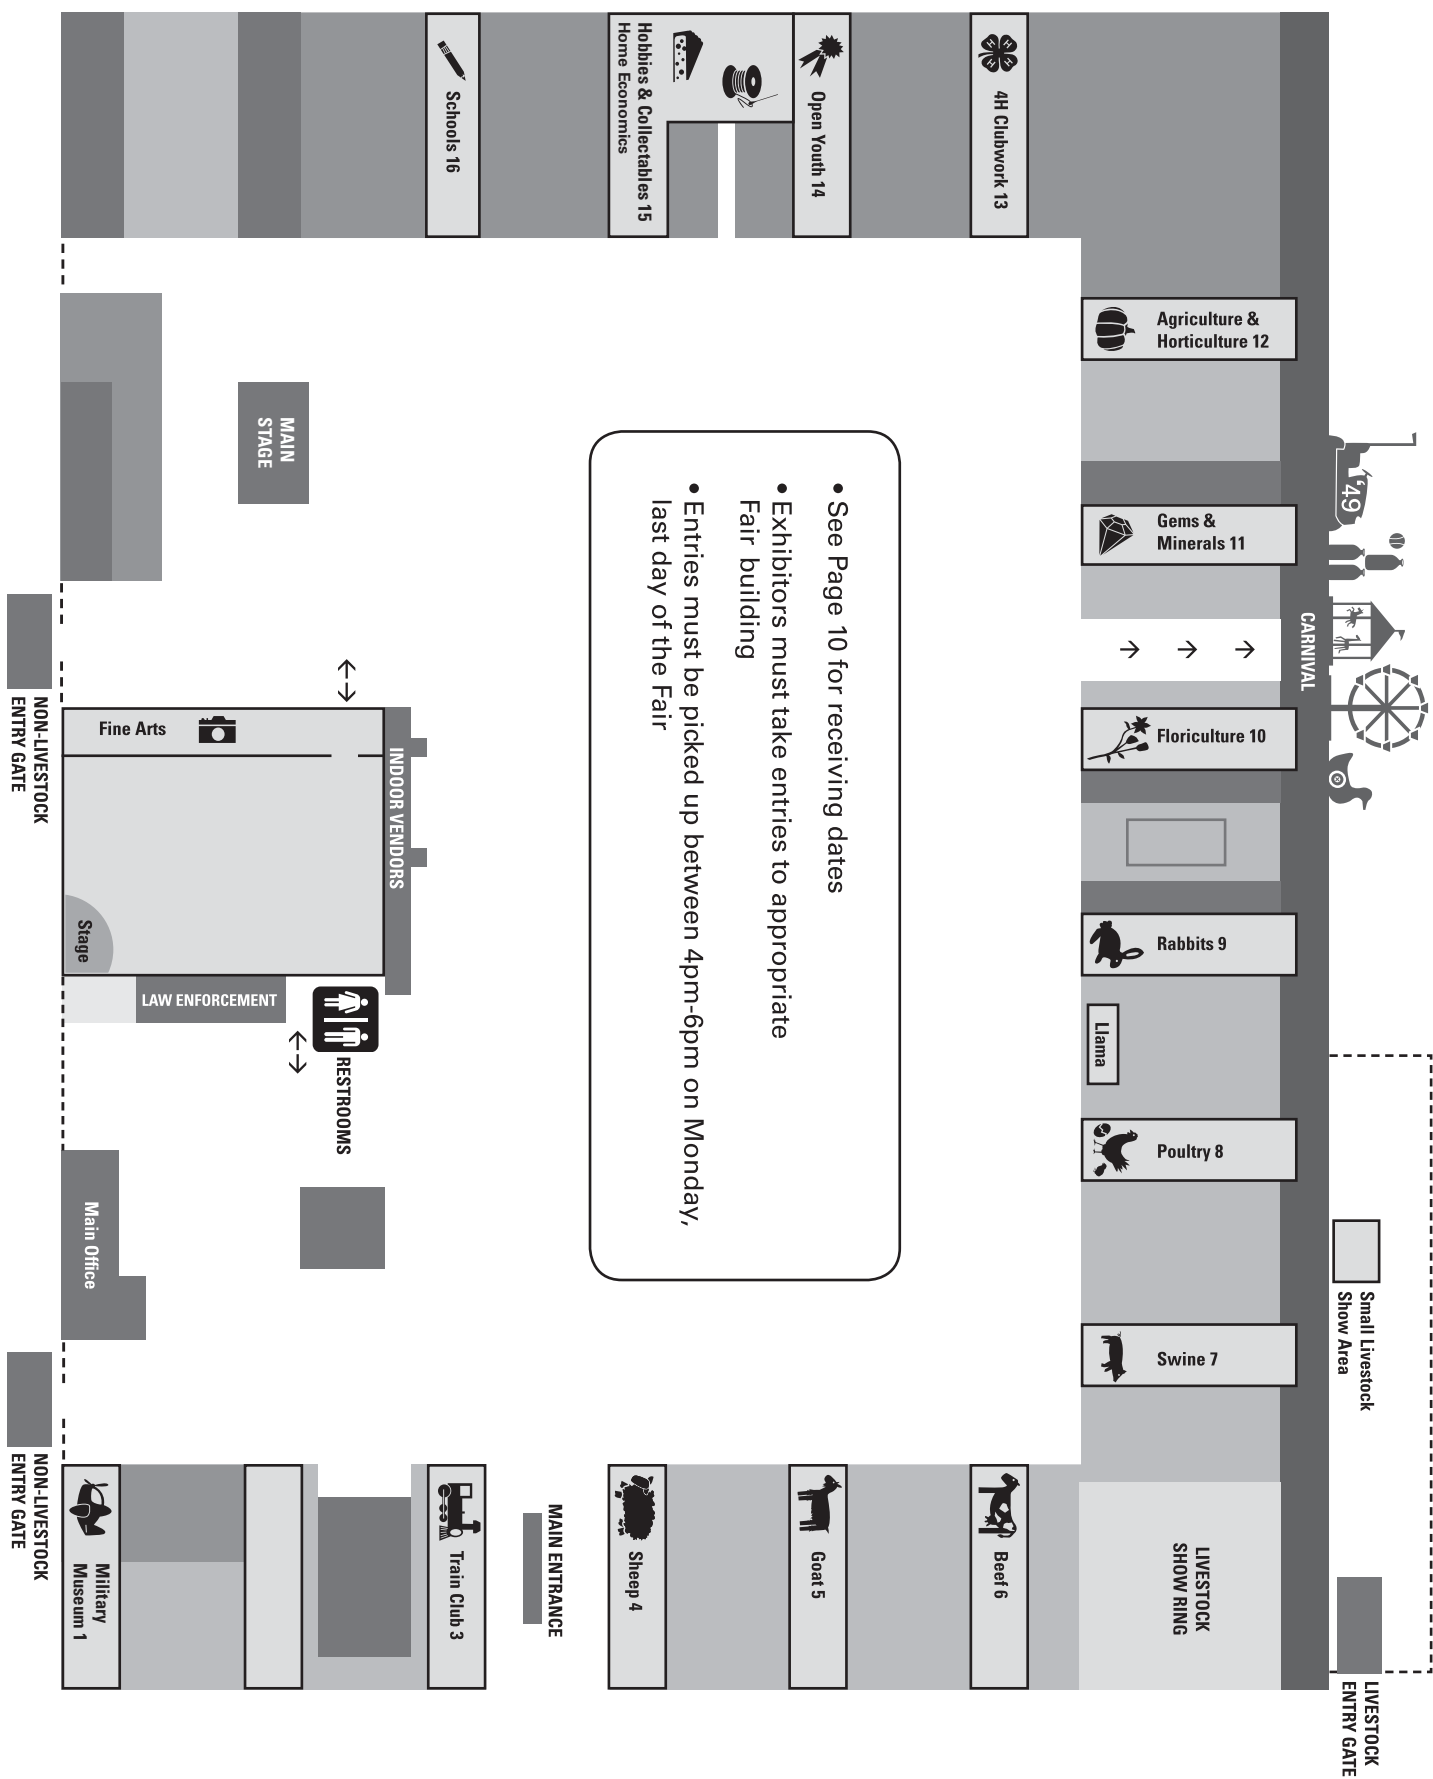 Schools 16
Hobbies & Collectables 15
Home Economics
Open Youth 14
4H Clubwork 13
Agriculture &
Horticulture 12
'49
Gems &
Minerals 11
CARNIVAL
Floriculture 10
Rabbits 9
Llama
Poultry 8
Small Livestock
Show Area
Swine 7
MAIN
STAGE
• See Page 10 for receiving dates
• Exhibitors must take entries to appropriate
Fair building
• Entries must be picked up between 4pm-6pm on Monday,
last day of the Fair
NON-LIVESTOCK
ENTRY GATE
Fine Arts
INDOOR VENDORS
Stage
LAW ENFORCEMENT
RESTROOMS
Main Office
NON-LIVESTOCK
ENTRY GATE
Military
Museum 1
Train Club 3
MAIN ENTRANCE
Sheep 4
Goat 5
Beef 6
LIVESTOCK
SHOW RING
LIVESTOCK
ENTRY GATE
H H H H